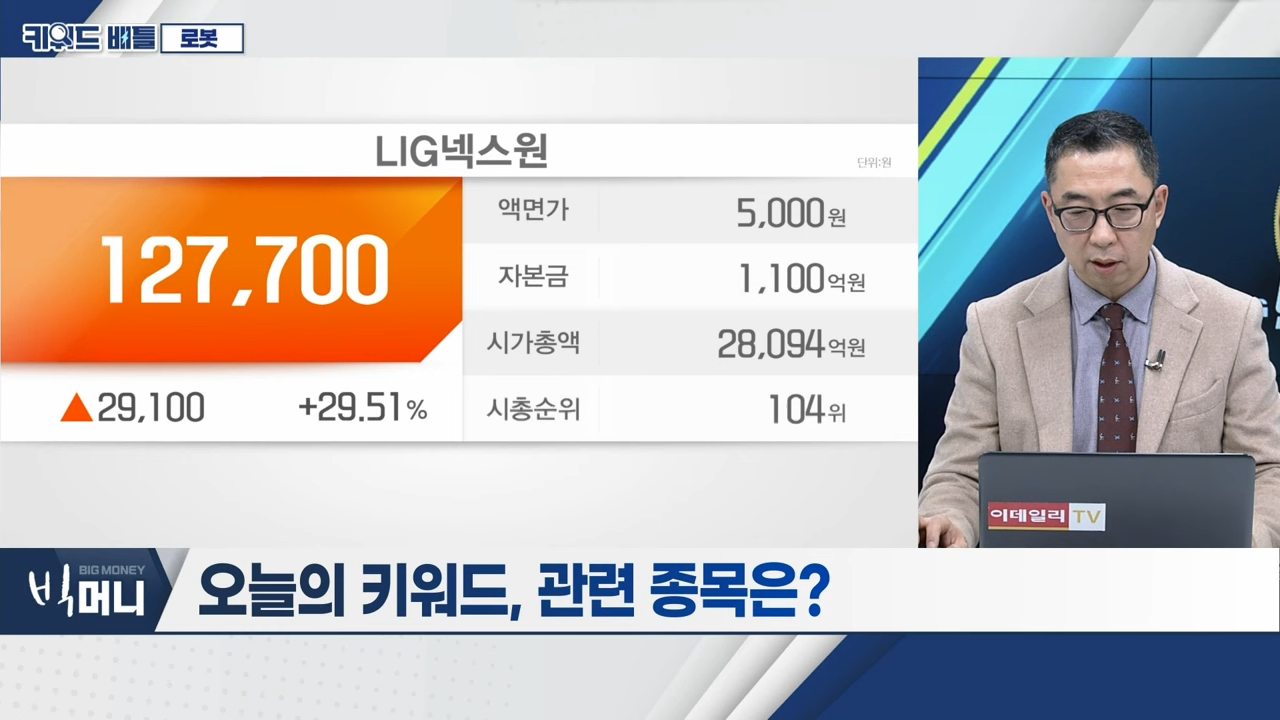 키워드 배틀 로봇
LIG넥스원
단위:원
127,700
▲29,100 +29.51%
액면가 5,000원
자본금 1,100억원
시가총액 28,094억원
시총순위 104위
이데일리TV
BIG MONEY
빅머니
오늘의 키워드, 관련 종목은?